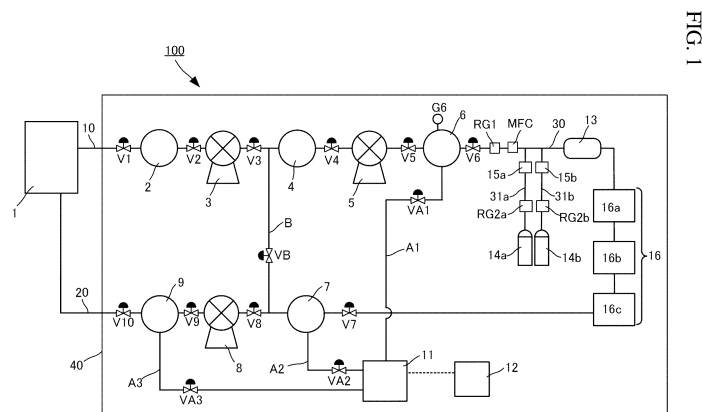 FIG. 1
100
G6
6
10
RG1
MFC
30
13
V1
V2
V3
V4
V5
V6
2
3
4
5
1
15a
15b
VA1
31a
31b
RG2a
RG2b
16a
B
A1
16
VB
14a
14b
16b
9
7
20
16c
V10
V9
V8
V7
8
11
A2
12
40
A3
VA2
VA3